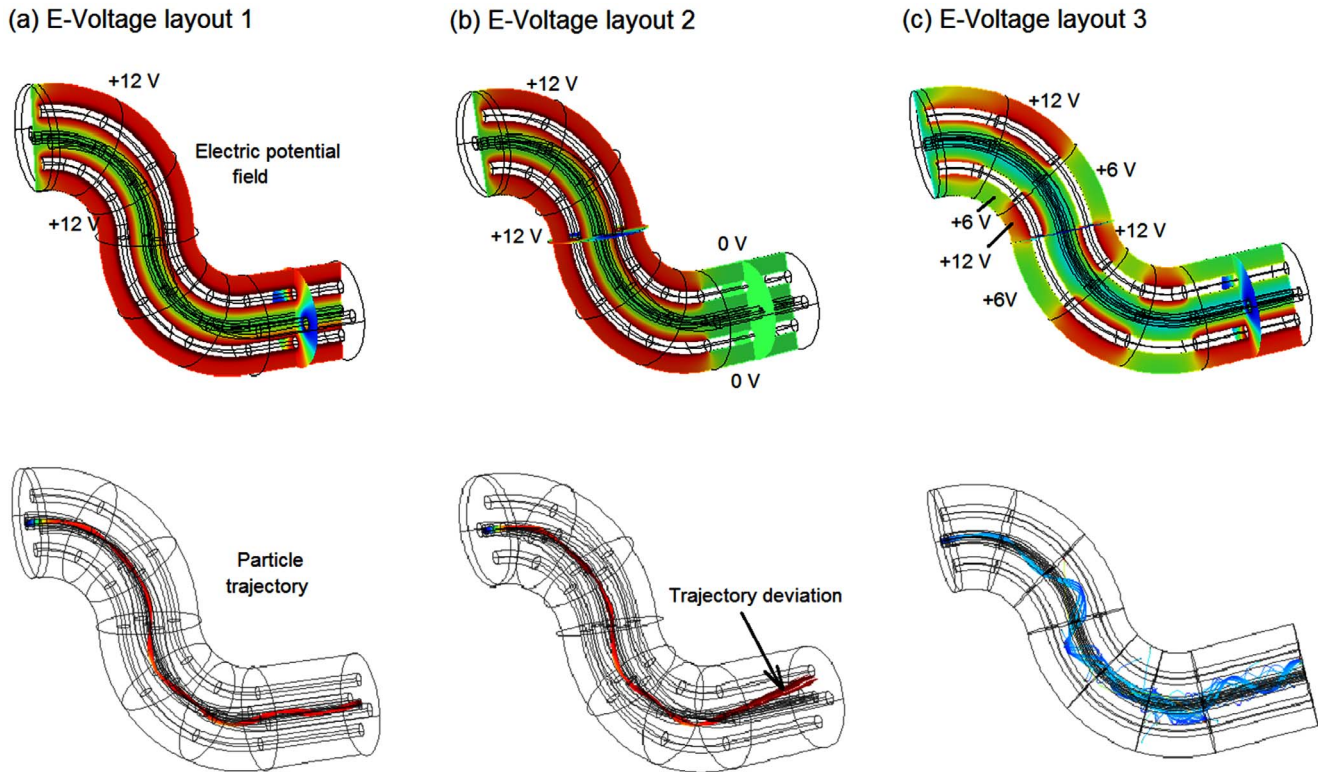 (a) E-Voltage layout 1
(b) E-Voltage layout 2
(c) E-Voltage layout 3
+12 V
Electric potential
field
+12 V
+12 V
+12 V
0 V
0 V
+12 V
+6 V
+6 V
+12 V
+12 V
+6V
Particle
trajectory
Trajectory deviation